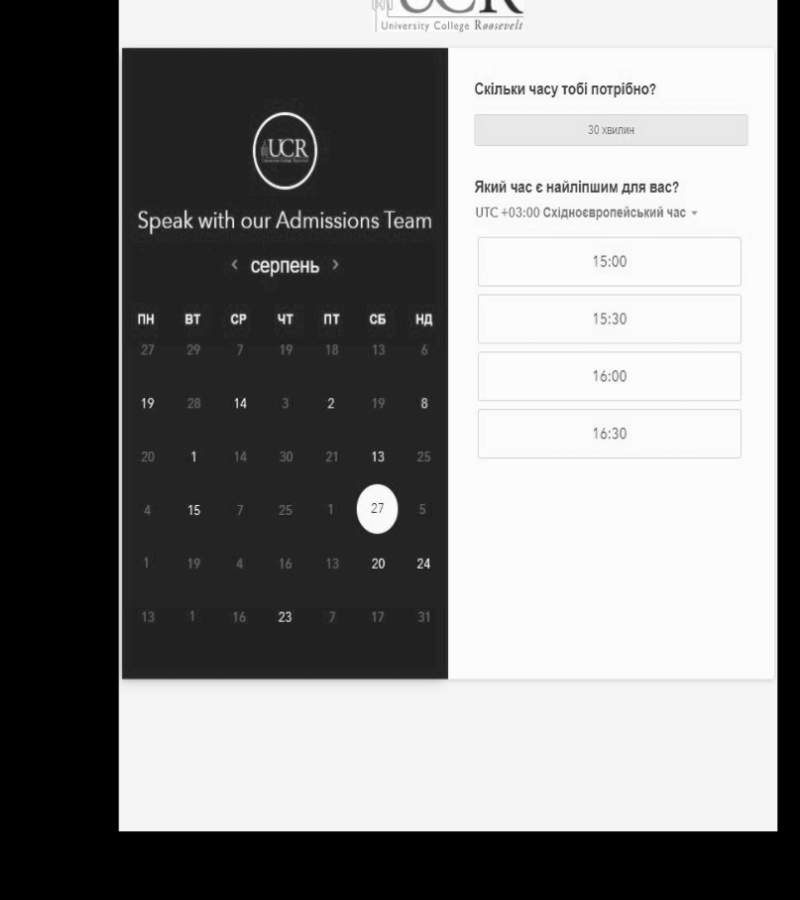 UCR
University College Roosevelt
UCR
Speak with our Admissions Team
‹ серпень ›
ПН ВТ СР ЧТ ПТ СБ НД
27 29 7 19 18 13 6
19 28 14 3 2 19 8
20 1 14 30 21 13 25
4 15 7 25 1 27 5
1 19 4 16 13 20 24
13 1 16 23 7 17 31
Скільки часу тобі потрібно?
30 хвилин
Який час є найліпшим для вас?
UTC +03:00 Східноєвропейський час
15:00
15:30
16:00
16:30